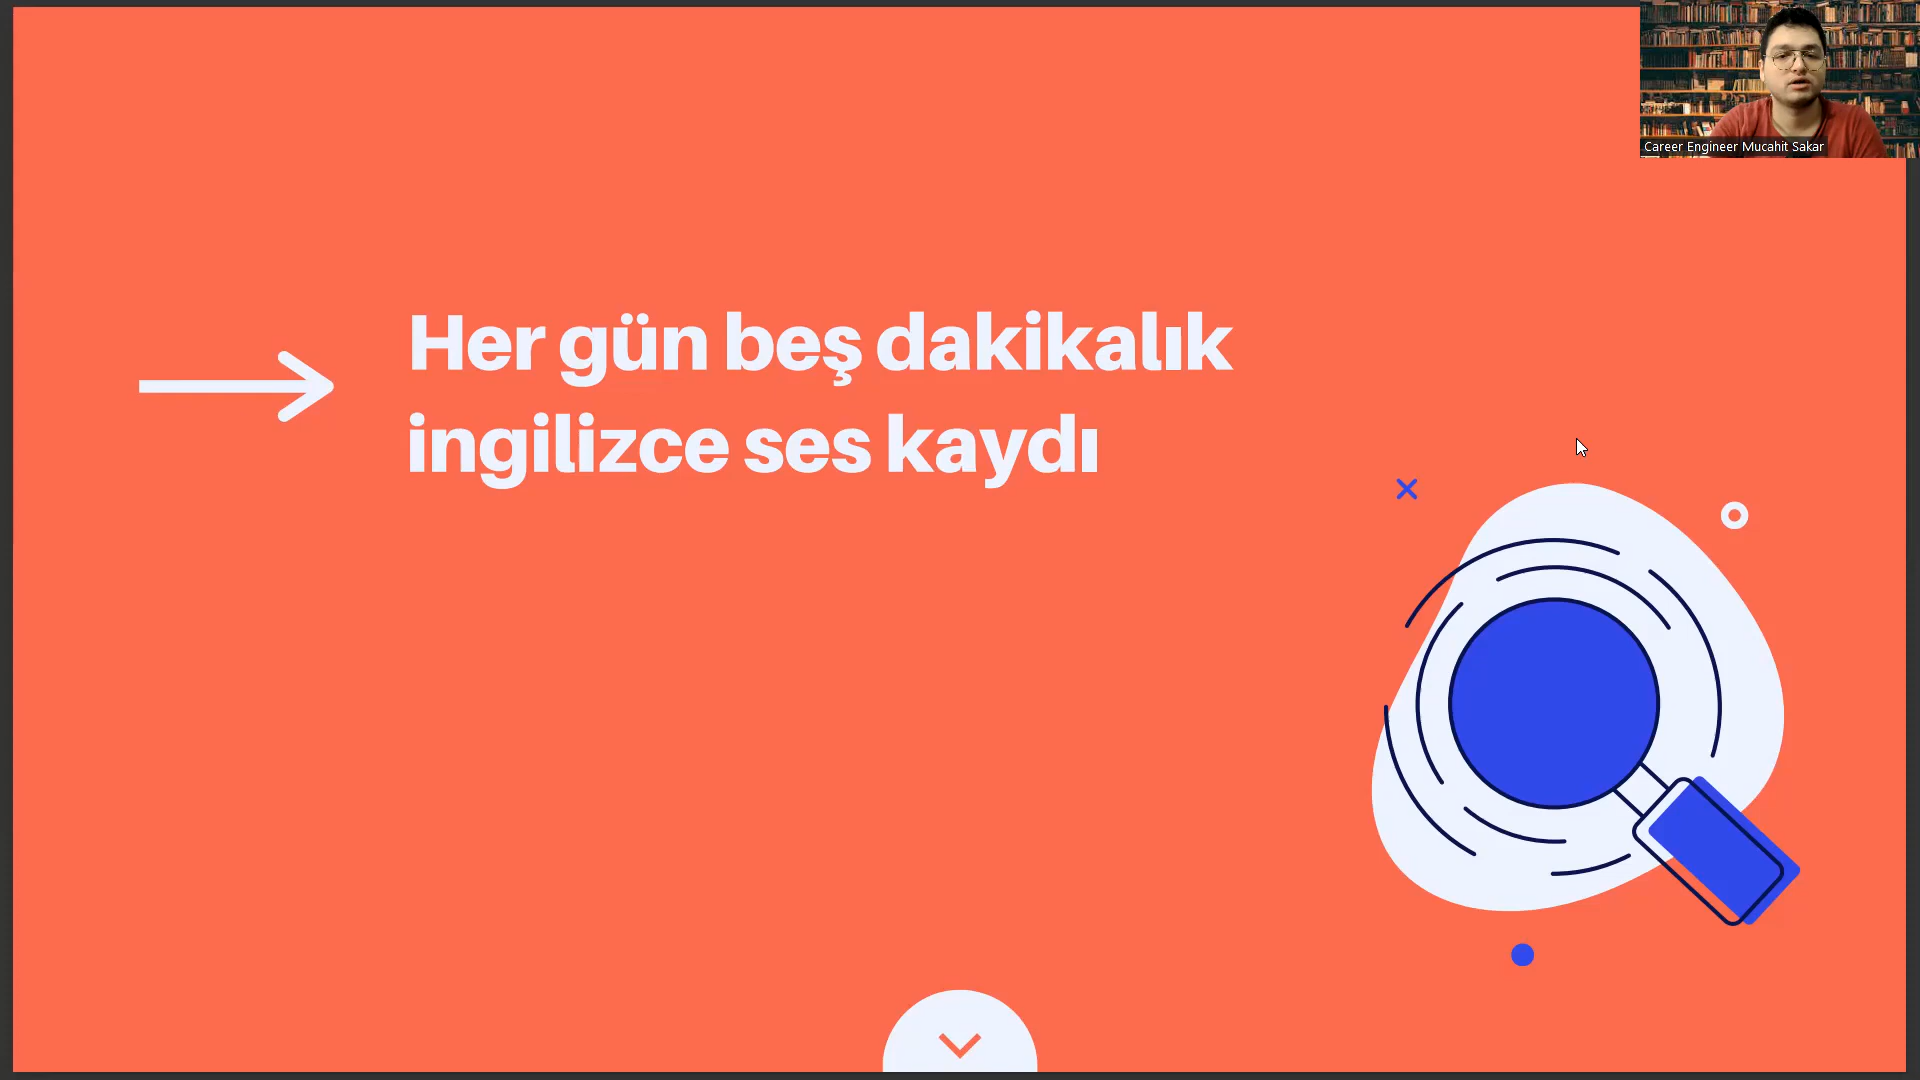 Career Engineer Mucahit Sakar
Her gün beş dakikalık
ingilizce ses kaydı